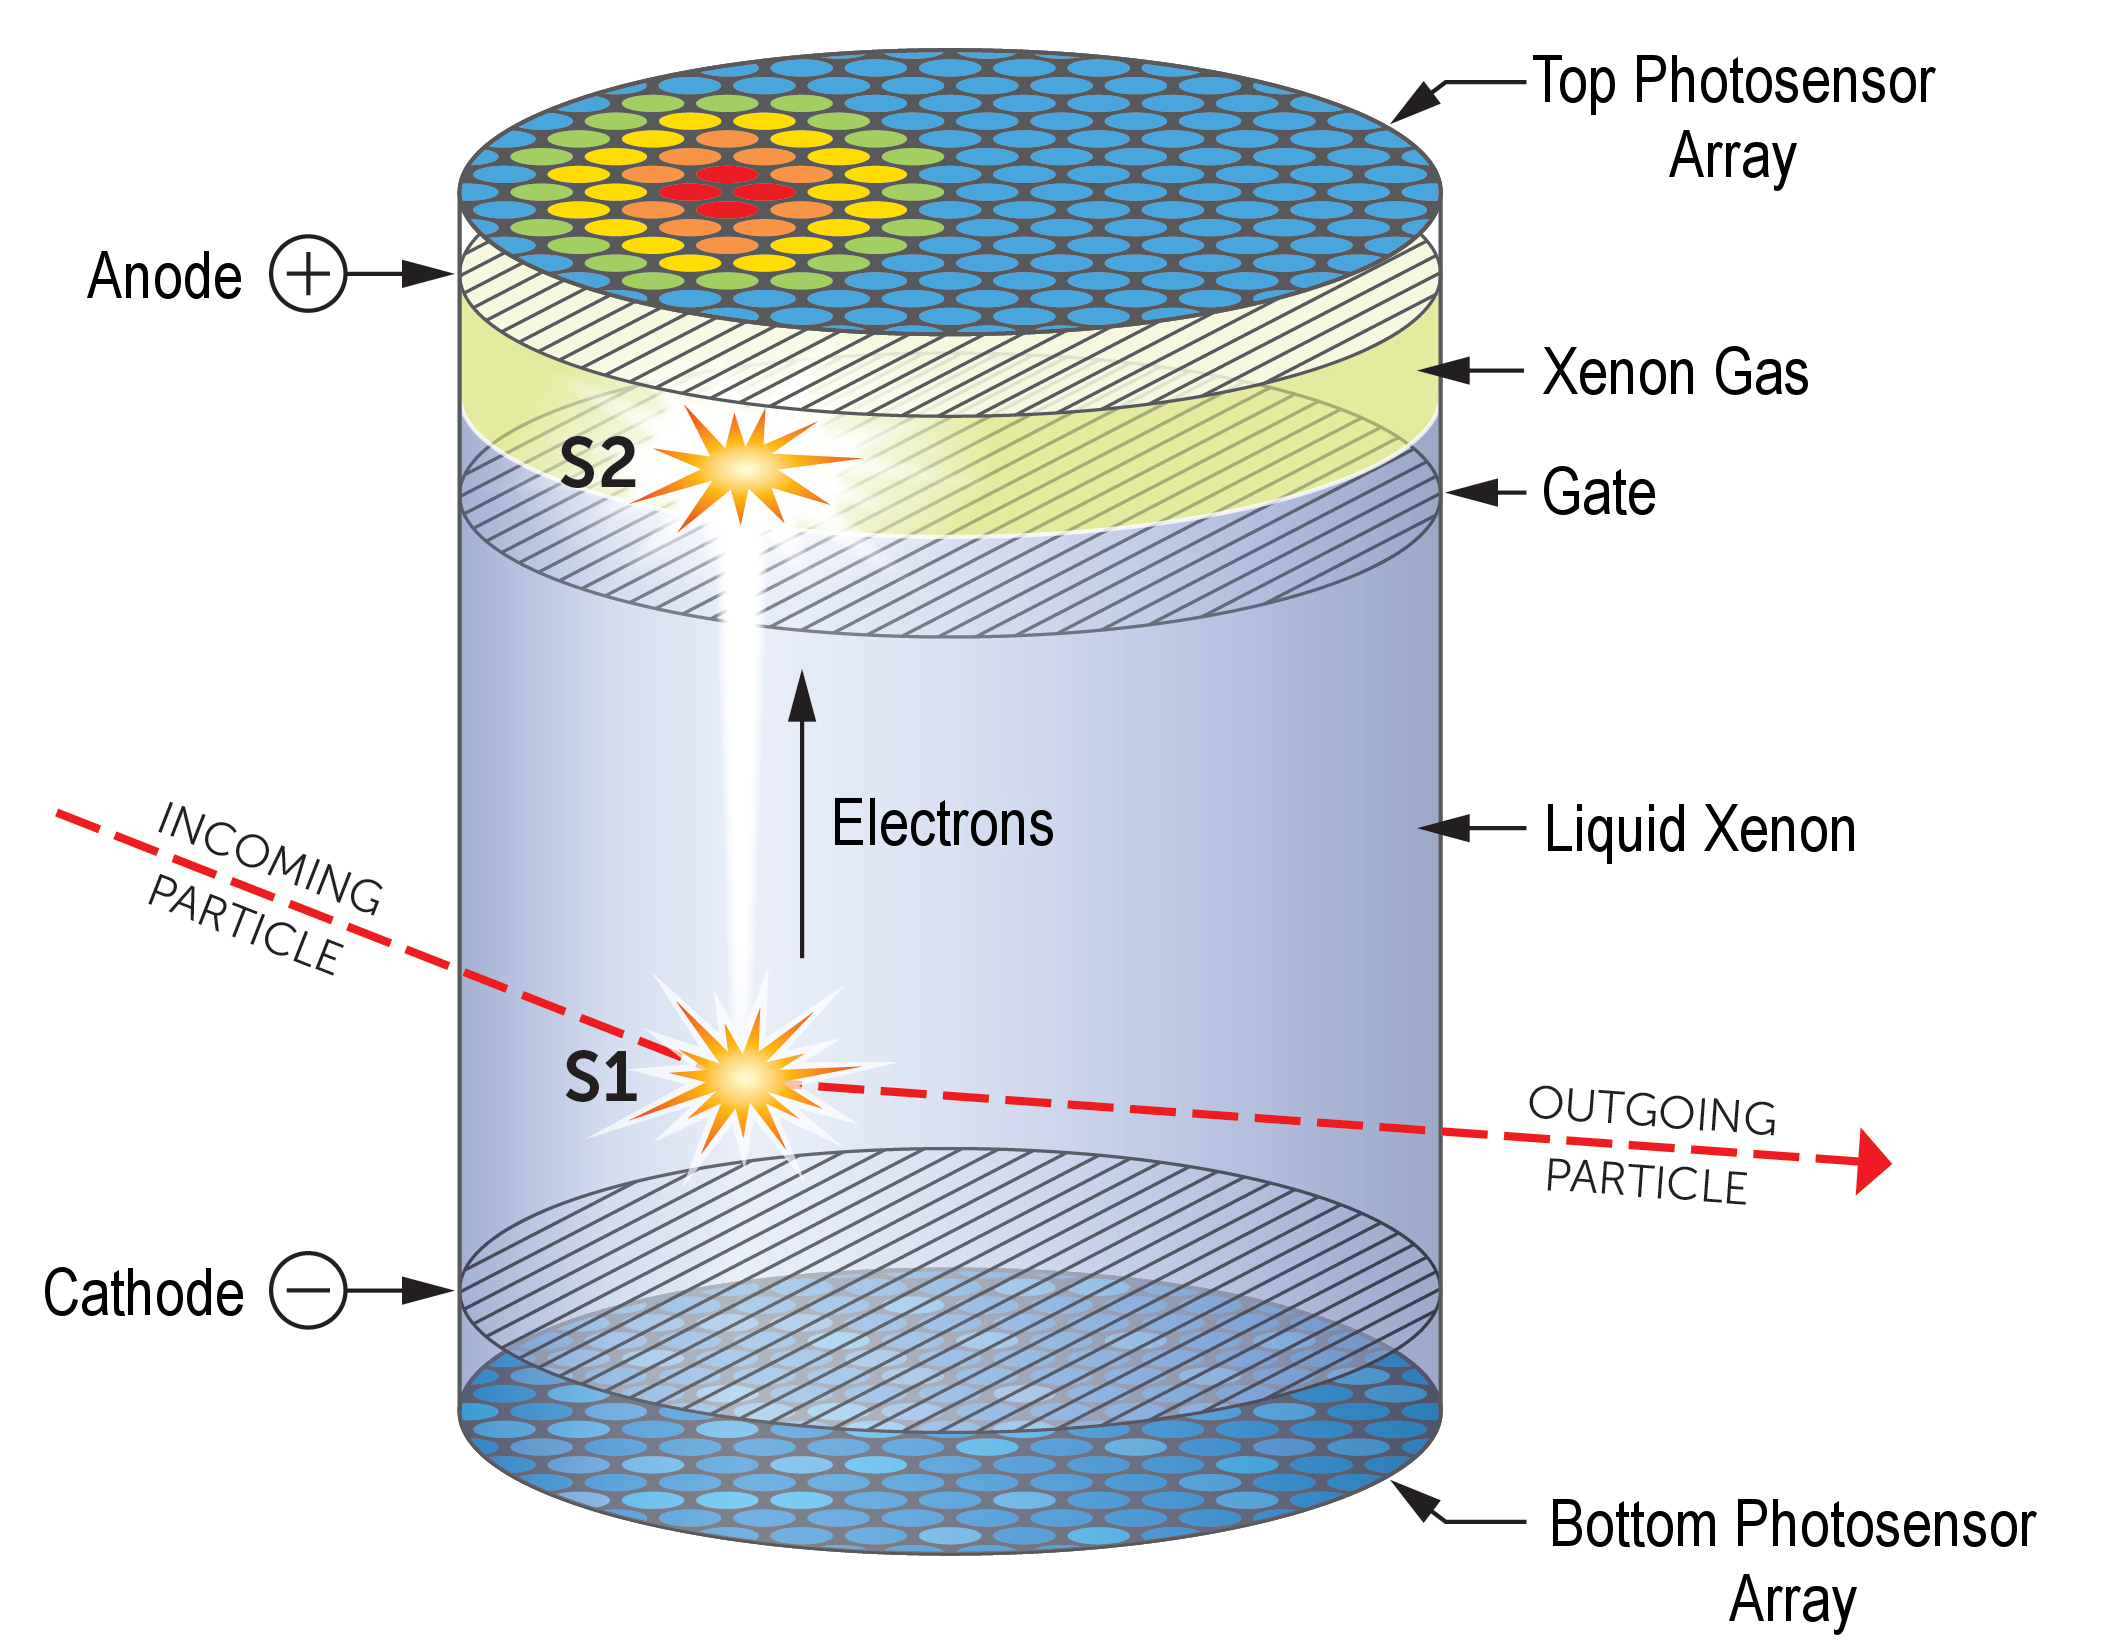 Top Photosensor
Array
Anode +
Xenon Gas
S2
Gate
Electrons
Liquid Xenon
INCOMING
PARTICLE
S1
OUTGOING
PARTICLE
Cathode −
Bottom Photosensor
Array